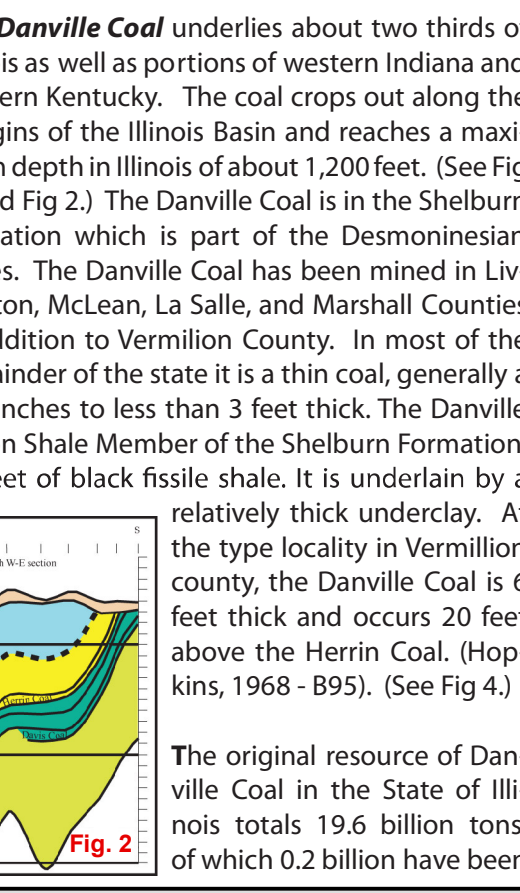 Danville Coal underlies about two thirds of
is as well as portions of western Indiana and
ern Kentucky. The coal crops out along the
gins of the Illinois Basin and reaches a maxi-
n depth in Illinois of about 1,200 feet. (See Fig
d Fig 2.) The Danville Coal is in the Shelburn
ation which is part of the Desmoninesian
es. The Danville Coal has been mined in Liv-
ton, McLean, La Salle, and Marshall Counties
ddition to Vermilion County. In most of the
ainder of the state it is a thin coal, generally a
nches to less than 3 feet thick. The Danville
on Shale Member of the Shelburn Formation
eet of black fissile shale. It is underlain by a
relatively thick underclay. At
the type locality in Vermillion
county, the Danville Coal is 6
feet thick and occurs 20 feet
above the Herrin Coal. (Hop-
kins, 1968 - B95). (See Fig 4.)
The original resource of Dan-
ville Coal in the State of Illi-
nois totals 19.6 billion tons
of which 0.2 billion have been
S
h W-E section
Herrin Coal
Davis Coal
Fig. 2